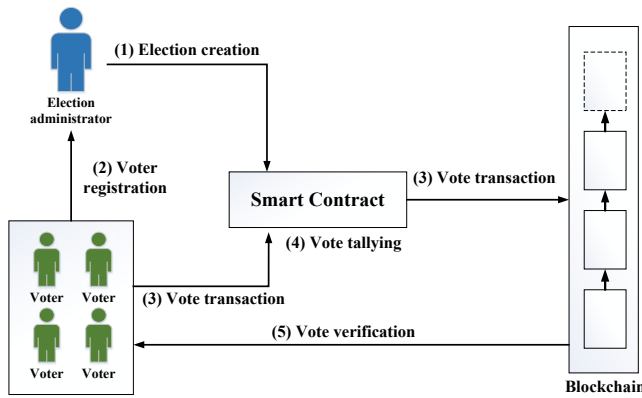 (1) Election creation
Election
administrator
(2) Voter
registration
Smart Contract
(3) Vote transaction
(4) Vote tallying
Voter Voter
(3) Vote transaction
(5) Vote verification
Voter Voter
Blockchain